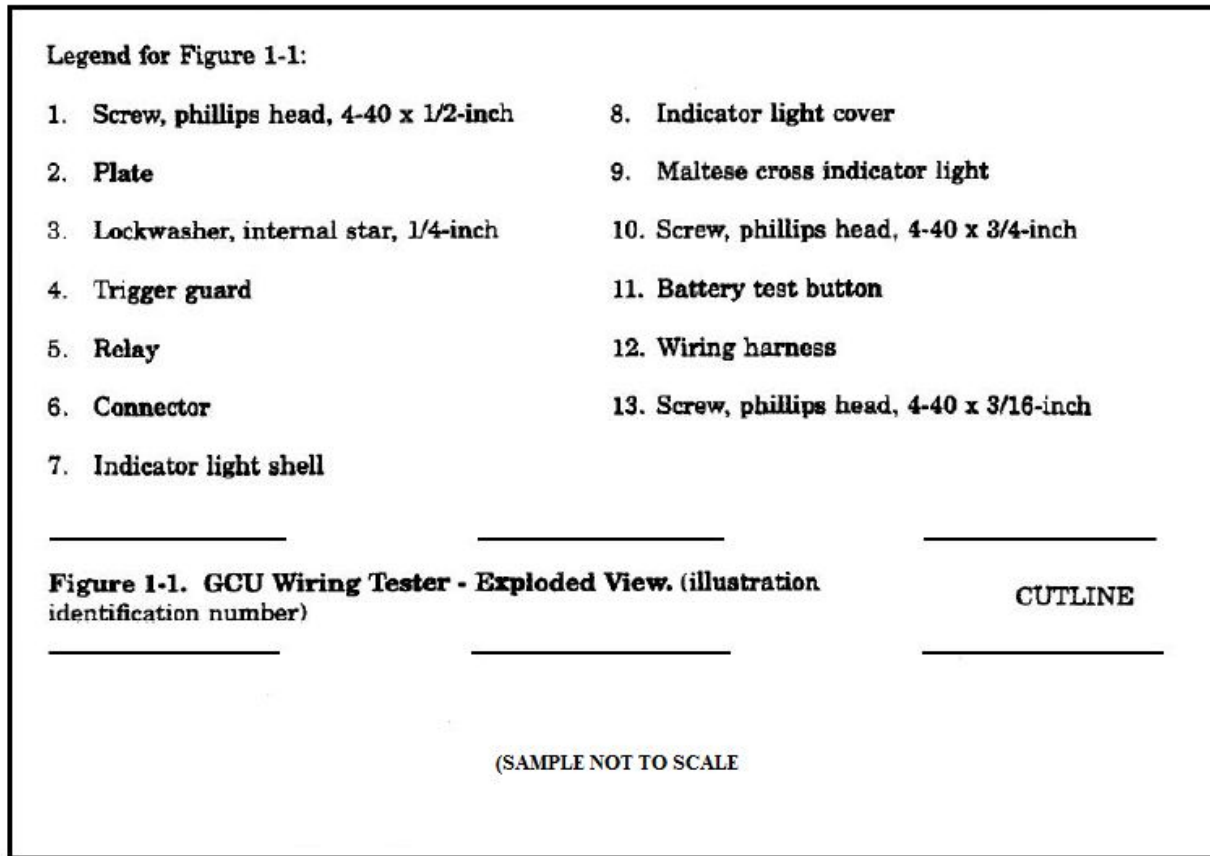 Legend for Figure 1-1:
1. Screw, phillips head, 4-40 x 1/2-inch
2. Plate
3. Lockwasher, internal star, 1/4-inch
4. Trigger guard
5. Relay
6. Connector
7. Indicator light shell
8. Indicator light cover
9. Maltese cross indicator light
10. Screw, phillips head, 4-40 x 3/4-inch
11. Battery test button
12. Wiring harness
13. Screw, phillips head, 4-40 x 3/16-inch
Figure 1-1. GCU Wiring Tester - Exploded View. (illustration
identification number)
CUTLINE
(SAMPLE NOT TO SCALE